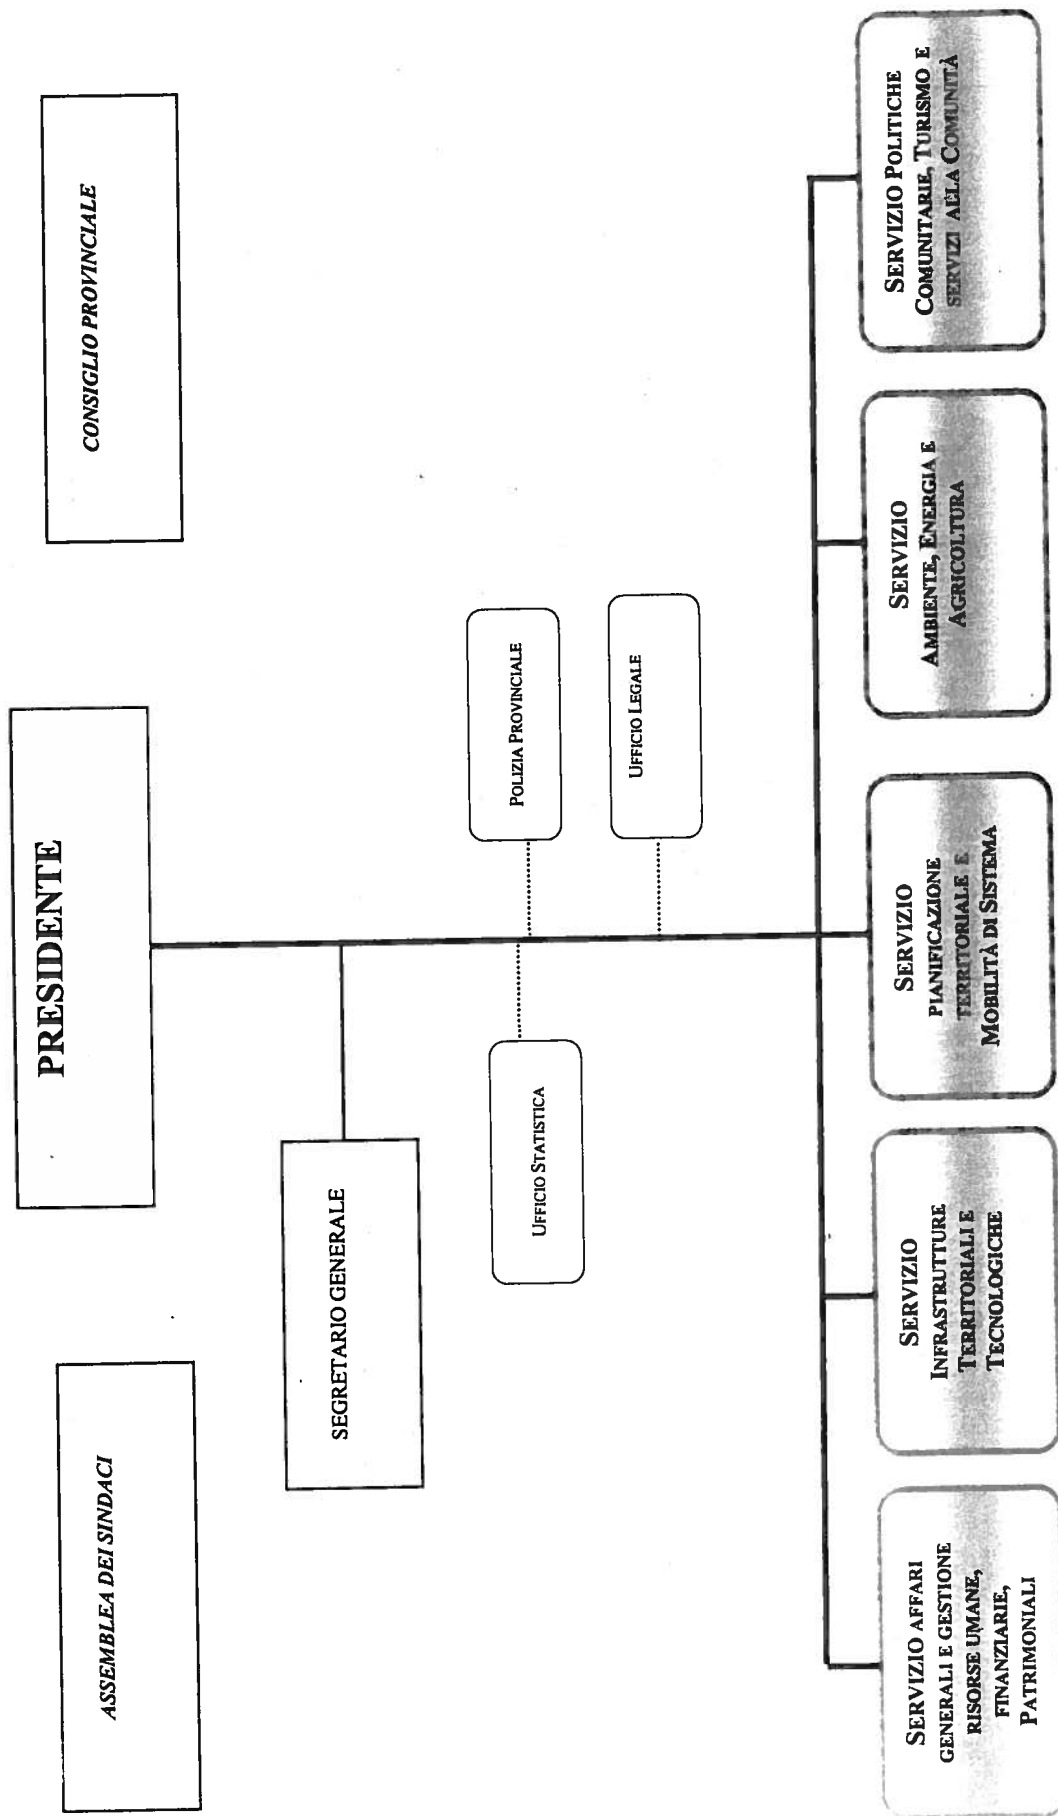 ASSEMBLEA DEI SINDACI
PRESIDENTE
CONSIGLIO PROVINCIALE
SEGRETARIO GENERALE
UFFICIO STATISTICA
POLIZIA PROVINCIALE
UFFICIO LEGALE
SERVIZIO AFFARI
GENERALI E GESTIONE
RISORSE UMANE,
FINANZIARIE,
PATRIMONIALI
SERVIZIO
INFRASTRUTTURE
TERRITORIALI E
TECNOLOGICHE
SERVIZIO
PIANIFICAZIONE
TERRITORIALE E
MOBILITÀ DI SISTEMA
SERVIZIO
AMBIENTE, ENERGIA E
AGRICOLTURA
SERVIZIO POLITICHE
COMUNITARIE, TURISMO E
SERVIZI ALLA COMUNITÀ